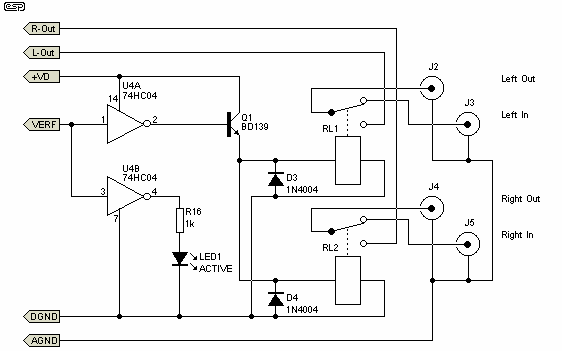 ESP
R-Out
L-Out
+VD
VERF
DGND
AGND
U4A
74HC04
14
1
2
U4B
74HC04
3
4
7
R16
1k
LED1
ACTIVE
Q1
BD139
D3
1N4004
D4
1N4004
RL1
RL2
J2
Left Out
J3
Left In
J4
Right Out
J5
Right In